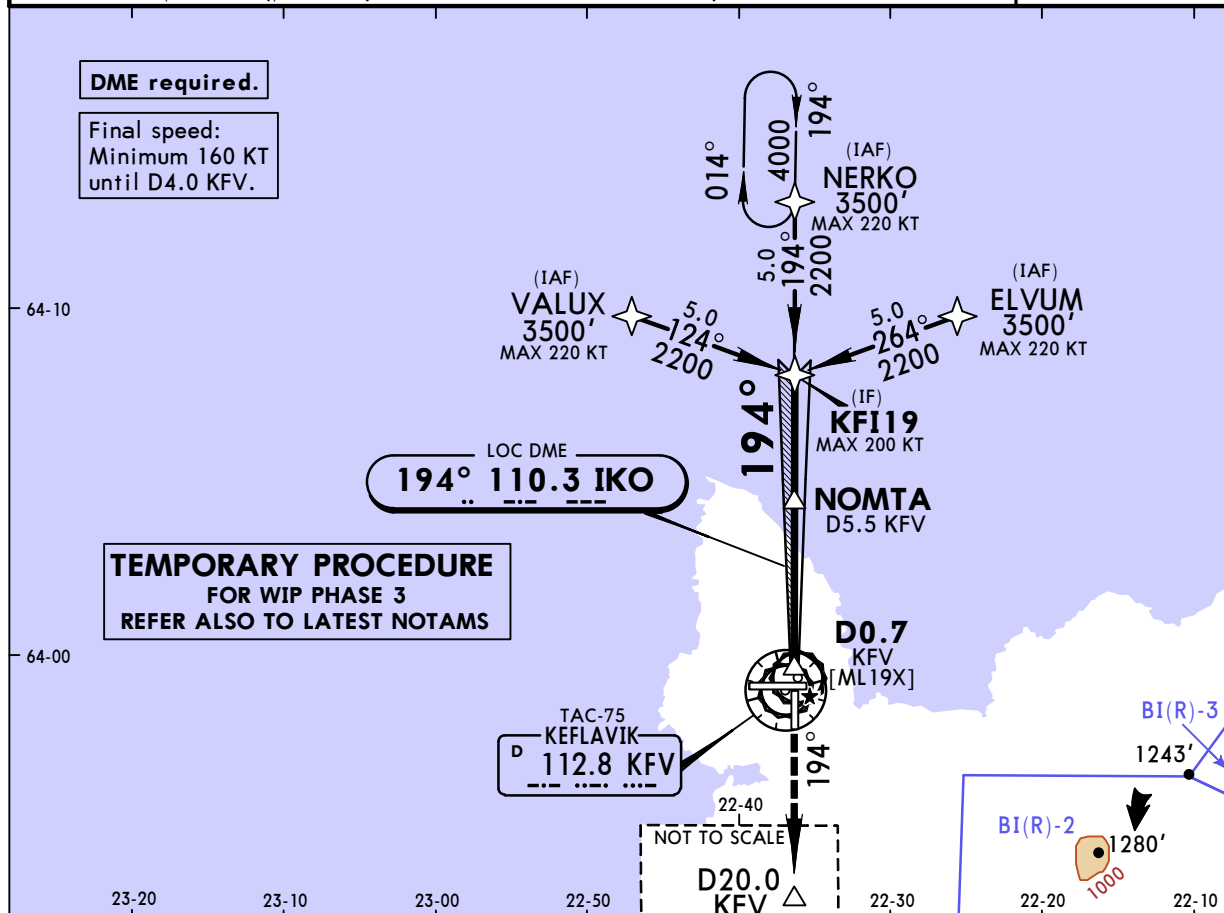 DME required.
Final speed:
Minimum 160 KT
until D4.0 KFV.
014°
4000
194°
(IAF)
NERKO
3500'
MAX 220 KT
5.0
194°
2200
64-10
(IAF)
VALUX
3500'
MAX 220 KT
5.0
124°
2200
(IAF)
ELVUM
3500'
MAX 220 KT
5.0
264°
2200
194°
(IF)
KFI19
MAX 200 KT
LOC DME
194° 110.3 IKO
NOMTA
D5.5 KFV
TEMPORARY PROCEDURE
FOR WIP PHASE 3
REFER ALSO TO LATEST NOTAMS
64-00
D0.7
KFV
[ML19X]
TAC-75
KEFLAVIK
D 112.8 KFV
194°
BI(R)-3
1243'
BI(R)-2
1280'
1000
22-40
NOT TO SCALE
D20.0
KFV
23-20
23-10
23-00
22-50
22-30
22-20
22-10